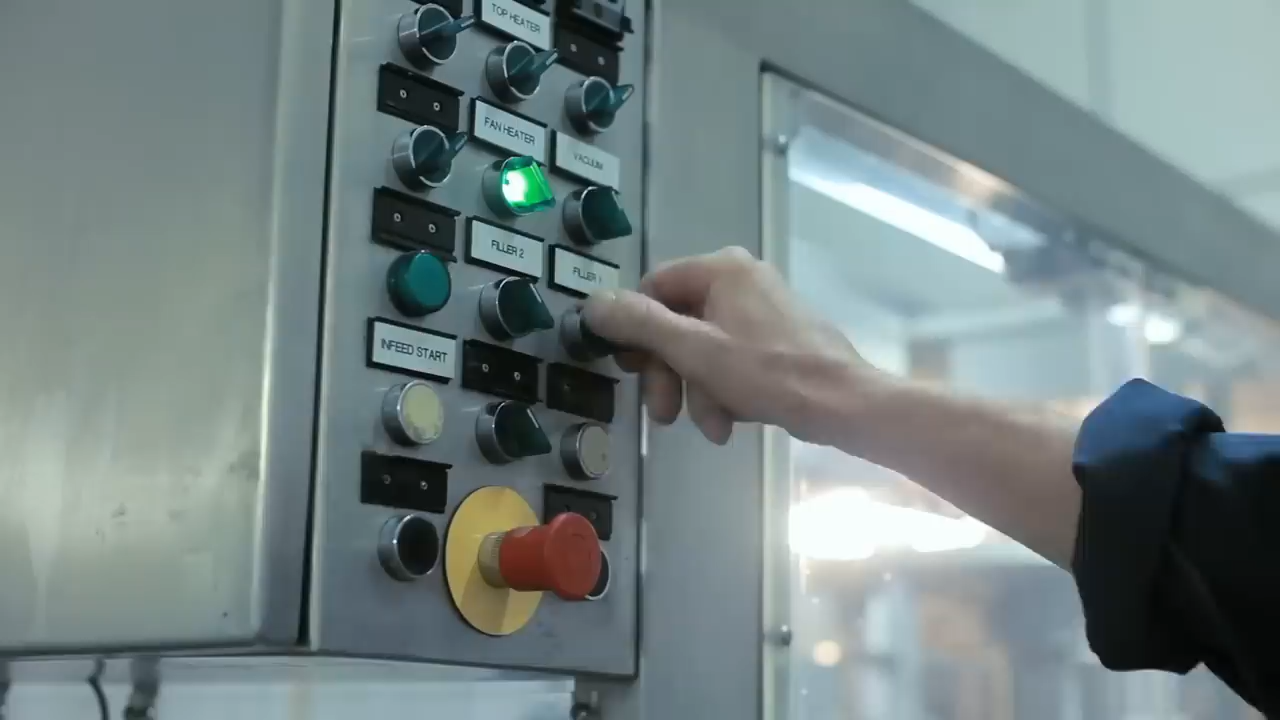 TOP HEATER
FAN HEATER
VACUUM
FILLER 2
FILLER 1
INFEED START